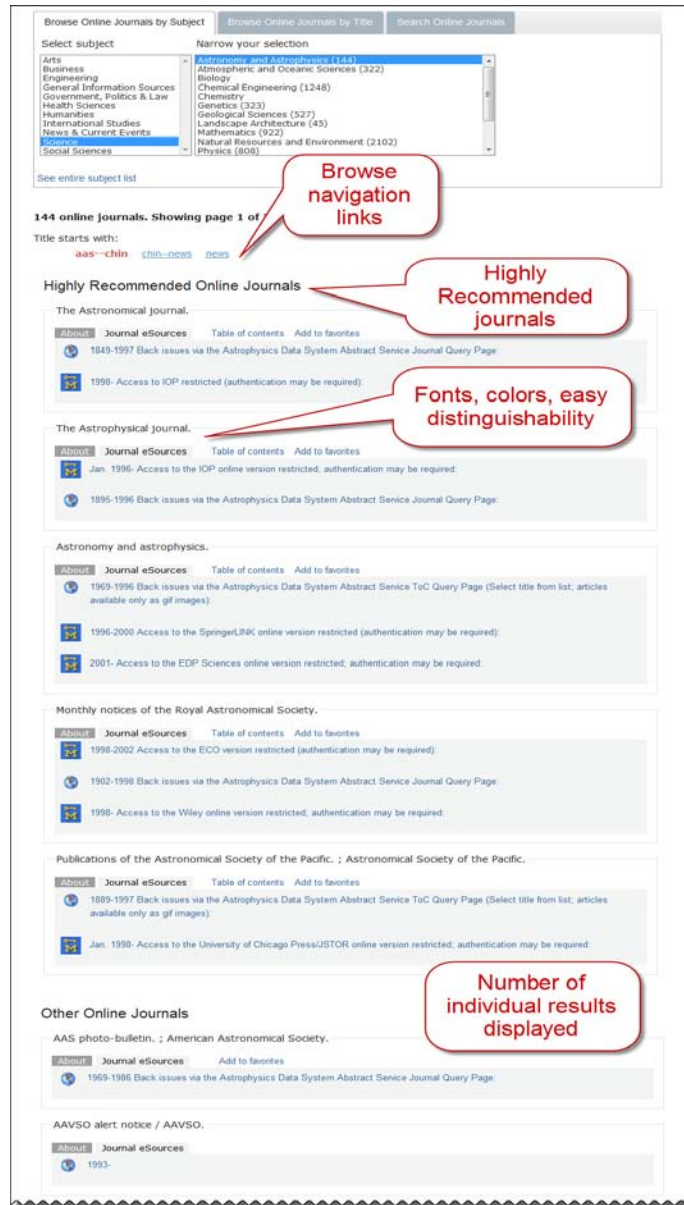 Browse Online Journals by Subject
Browse Online Journals by Title
Search Online Journals
Select subject
Narrow your selection
Arts
Business
Engineering
General Information Sources
Government, Politics & Law
Health Sciences
Humanities
International Studies
News & Current Events
Science
Social Sciences
Astronomy and Astrophysics (144)
Atmospheric and Oceanic Sciences (322)
Biology
Chemical Engineering (1248)
Chemistry
Genetics (323)
Geological Sciences (527)
Landscape Architecture (45)
Mathematics (922)
Natural Resources and Environment (2102)
Physics (808)
See entire subject list
Browse
navigation
links
144 online journals. Showing page 1 of
Title starts with:
aas--chin chin--news news
Highly Recommended Online Journals
Highly
Recommended
journals
The Astronomical journal.
About Journal eSources Table of contents Add to favorites
1849-1997 Back issues via the Astrophysics Data System Abstract Service Journal Query Page:
1998- Access to IOP restricted (authentication may be required):
Fonts, colors, easy
distinguishability
The Astrophysical journal.
About Journal eSources Table of contents Add to favorites
Jan. 1996- Access to the IOP online version restricted; authentication may be required:
1895-1996 Back issues via the Astrophysics Data System Abstract Service Journal Query Page:
Astronomy and astrophysics.
About Journal eSources Table of contents Add to favorites
1969-1996 Back issues via the Astrophysics Data System Abstract Service ToC Query Page (Select title from list; articles
available only as gif images):
1996-2000 Access to the SpringerLINK online version restricted (authentication may be required):
2001- Access to the EDP Sciences online version restricted; authentication may be required:
Monthly notices of the Royal Astronomical Society.
About Journal eSources Table of contents Add to favorites
1998-2002 Access to the ECO version restricted (authentication may be required):
1902-1998 Back issues via the Astrophysics Data System Abstract Service Journal Query Page:
1998- Access to the Wiley online version restricted; authentication may be required:
Publications of the Astronomical Society of the Pacific. ; Astronomical Society of the Pacific.
About Journal eSources Table of contents Add to favorites
1889-1997 Back issues via the Astrophysics Data System Abstract Service ToC Query Page (Select title from list; articles
available only as gif images):
Jan. 1998- Access to the University of Chicago Press/JSTOR online version restricted; authentication may be required:
Number of
individual results
displayed
Other Online Journals
AAS photo-bulletin. ; American Astronomical Society.
About Journal eSources Add to favorites
1969-1986 Back issues via the Astrophysics Data System Abstract Service Journal Query Page:
AAVSO alert notice / AAVSO.
About Journal eSources
1993-